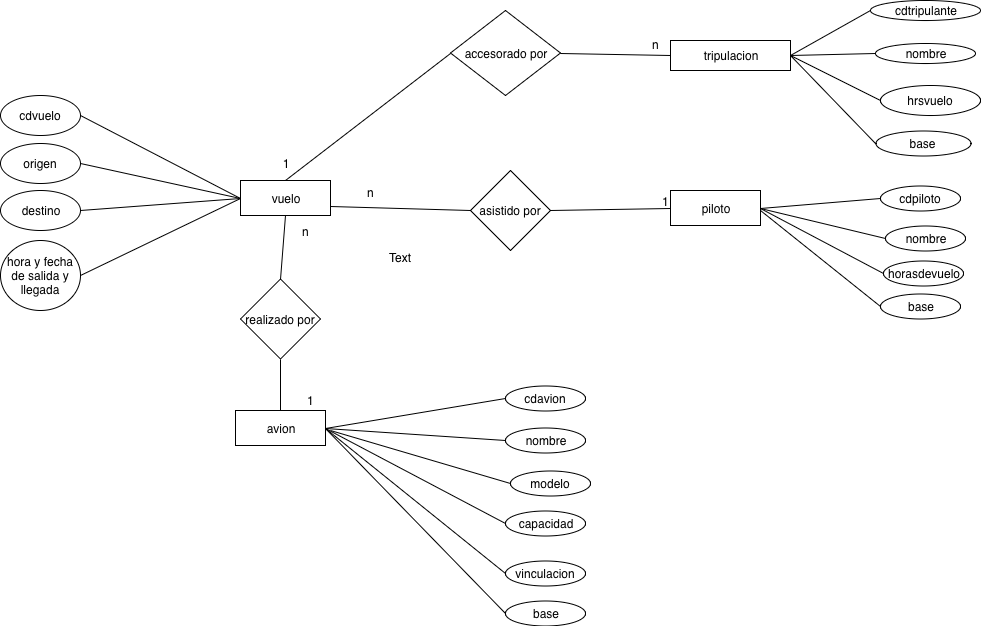 cdtripulante
accesorado por
n
tripulacion
nombre
hrsvuelo
base
cdvuelo
origen
destino
hora y fecha
de salida y
llegada
1
vuelo
n
n
asistido por
1
piloto
cdpiloto
nombre
horasdevuelo
base
Text
realizado por
1
avion
cdavion
nombre
modelo
capacidad
vinculacion
base